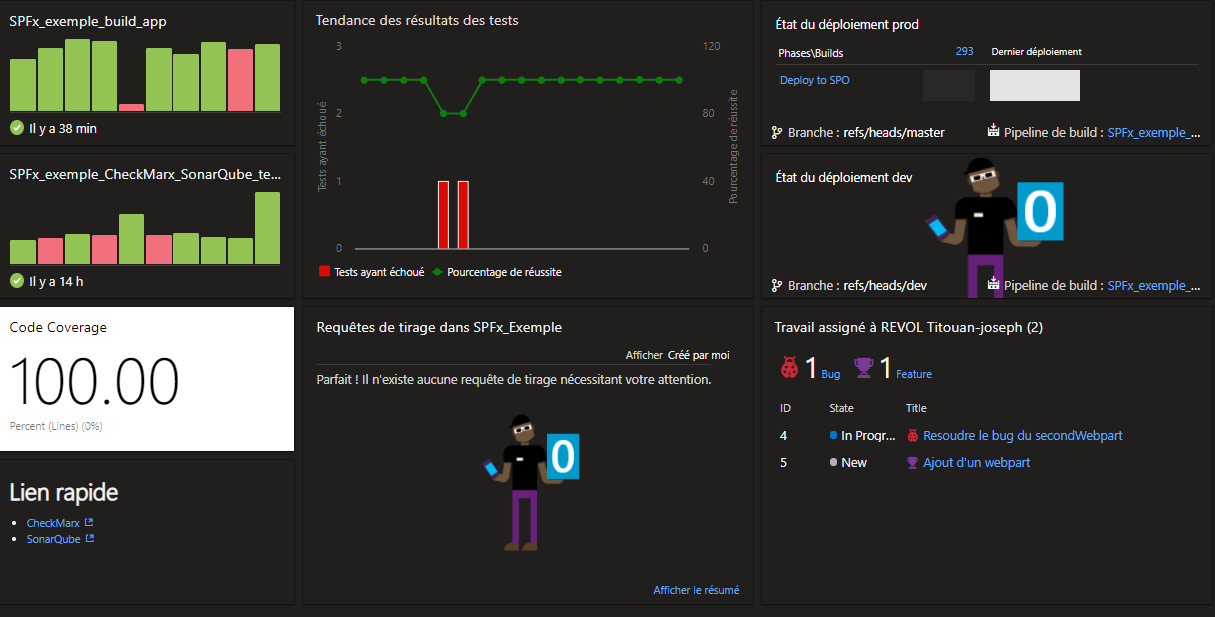 SPFx_exemple_build_app
Il y a 38 min
SPFx_exemple_CheckMarx_SonarQube_te...
Il y a 14 h
Code Coverage
100.00
Percent (Lines) (0%)
Lien rapide
CheckMarx
SonarQube
Tendance des résultats des tests
3
2
1
0
Tests ayant échoué
120
80
40
0
Pourcentage de réussite
Tests ayant échoué
Pourcentage de réussite
Requêtes de tirage dans SPFx_Exemple
Afficher Créé par moi
Parfait ! Il n'existe aucune requête de tirage nécessitant votre attention.
0
Afficher le résumé
État du déploiement prod
Phases\Builds 293 Dernier déploiement
Deploy to SPO
Branche : refs/heads/master Pipeline de build : SPFx_exemple_...
État du déploiement dev
0
Branche : refs/heads/dev Pipeline de build : SPFx_exemple_...
Travail assigné à REVOL Titouan-joseph (2)
1 Bug 1 Feature
ID State Title
4 In Progr... Resoudre le bug du secondWebpart
5 New Ajout d'un webpart